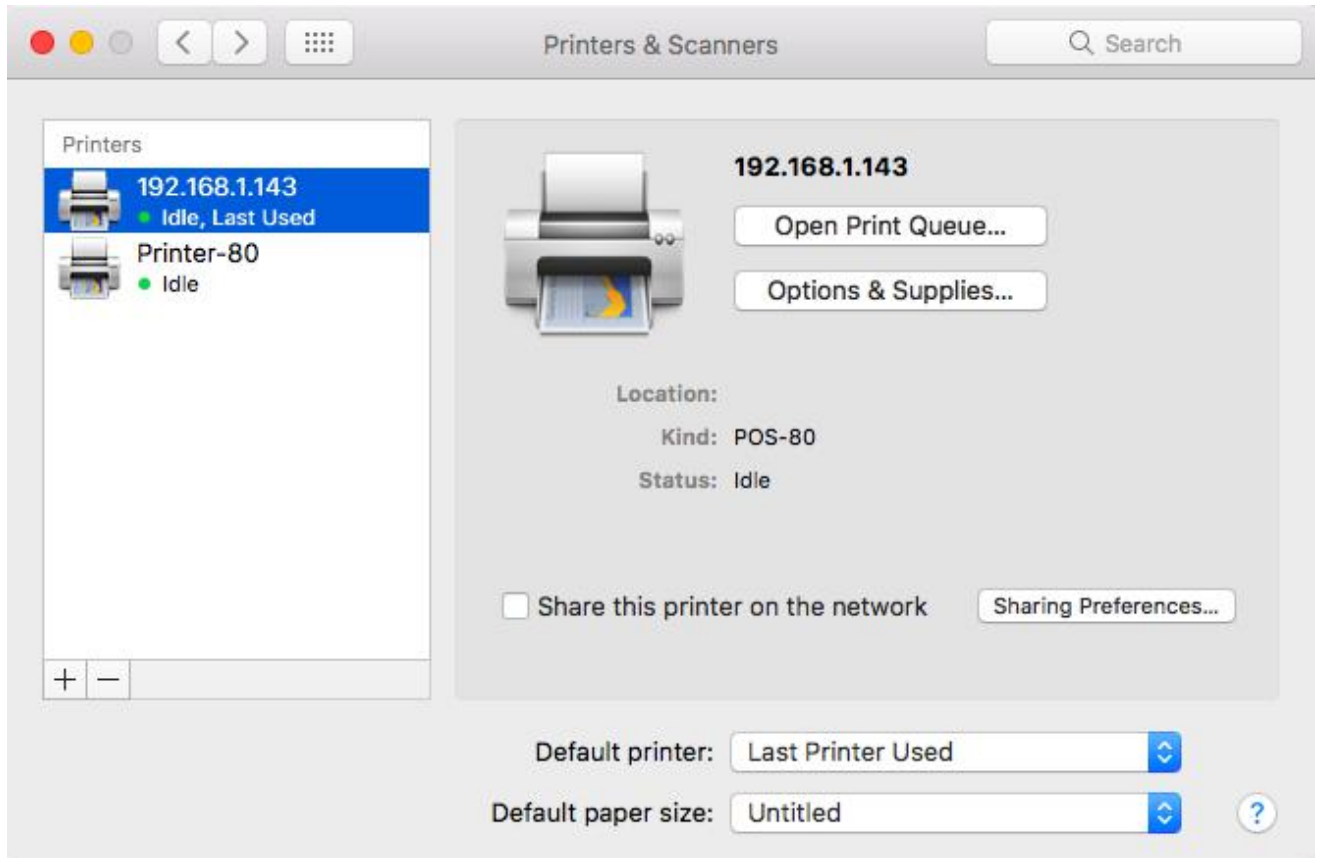 Printers & Scanners
Search
Printers
192.168.1.143
Idle, Last Used
Printer-80
Idle
192.168.1.143
Open Print Queue...
Options & Supplies...
Location:
Kind: POS-80
Status: Idle
Share this printer on the network
Sharing Preferences...
+ −
Default printer: Last Printer Used
Default paper size: Untitled
?